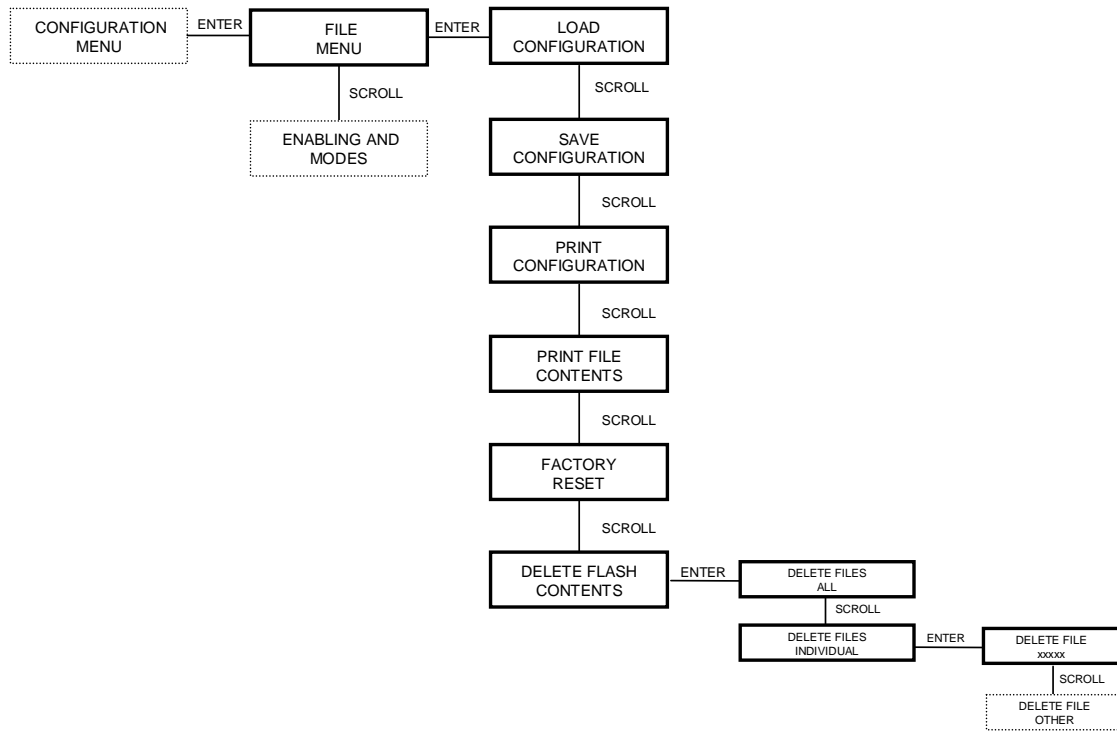 CONFIGURATION
MENU
ENTER
FILE
MENU
ENTER
LOAD
CONFIGURATION
SCROLL
ENABLING AND
MODES
SCROLL
SAVE
CONFIGURATION
SCROLL
PRINT
CONFIGURATION
SCROLL
PRINT FILE
CONTENTS
SCROLL
FACTORY
RESET
SCROLL
DELETE FLASH
CONTENTS
ENTER
DELETE FILES
ALL
SCROLL
DELETE FILES
INDIVIDUAL
ENTER
DELETE FILE
xxxxx
SCROLL
DELETE FILE
OTHER